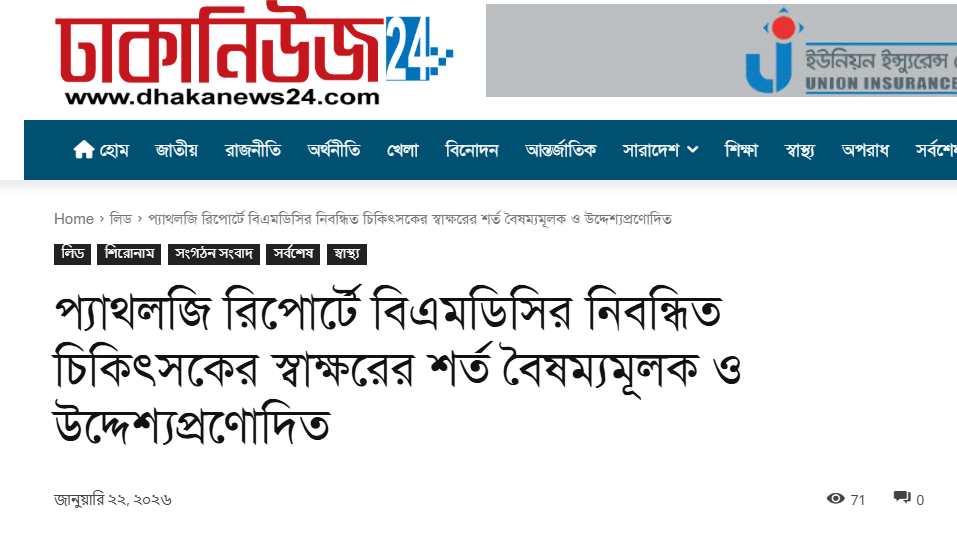 ঢাকানিউজ24
www.dhakanews24.com
ইউনিয়ন ইন্স্যুরেন্স
UNION INSURANCE
হোম জাতীয় রাজনীতি অর্থনীতি খেলা বিনোদন আন্তর্জাতিক সারাদেশ শিক্ষা স্বাস্থ্য অপরাধ
Home › লিড › প্যাথলজি রিপোর্টে বিএমডিসির নিবন্ধিত চিকিৎসকের স্বাক্ষরের শর্ত বৈষম্যমূলক ও উদ্দেশ্যপ্রণোদিত
লিড শিরোনাম সংগঠন সংবাদ সর্বশেষ স্বাস্থ্য
প্যাথলজি রিপোর্টে বিএমডিসির নিবন্ধিত
চিকিৎসকের স্বাক্ষরের শর্ত বৈষম্যমূলক ও
উদ্দেশ্যপ্রণোদিত
জানুয়ারি ২২, ২০২৬ 71 0